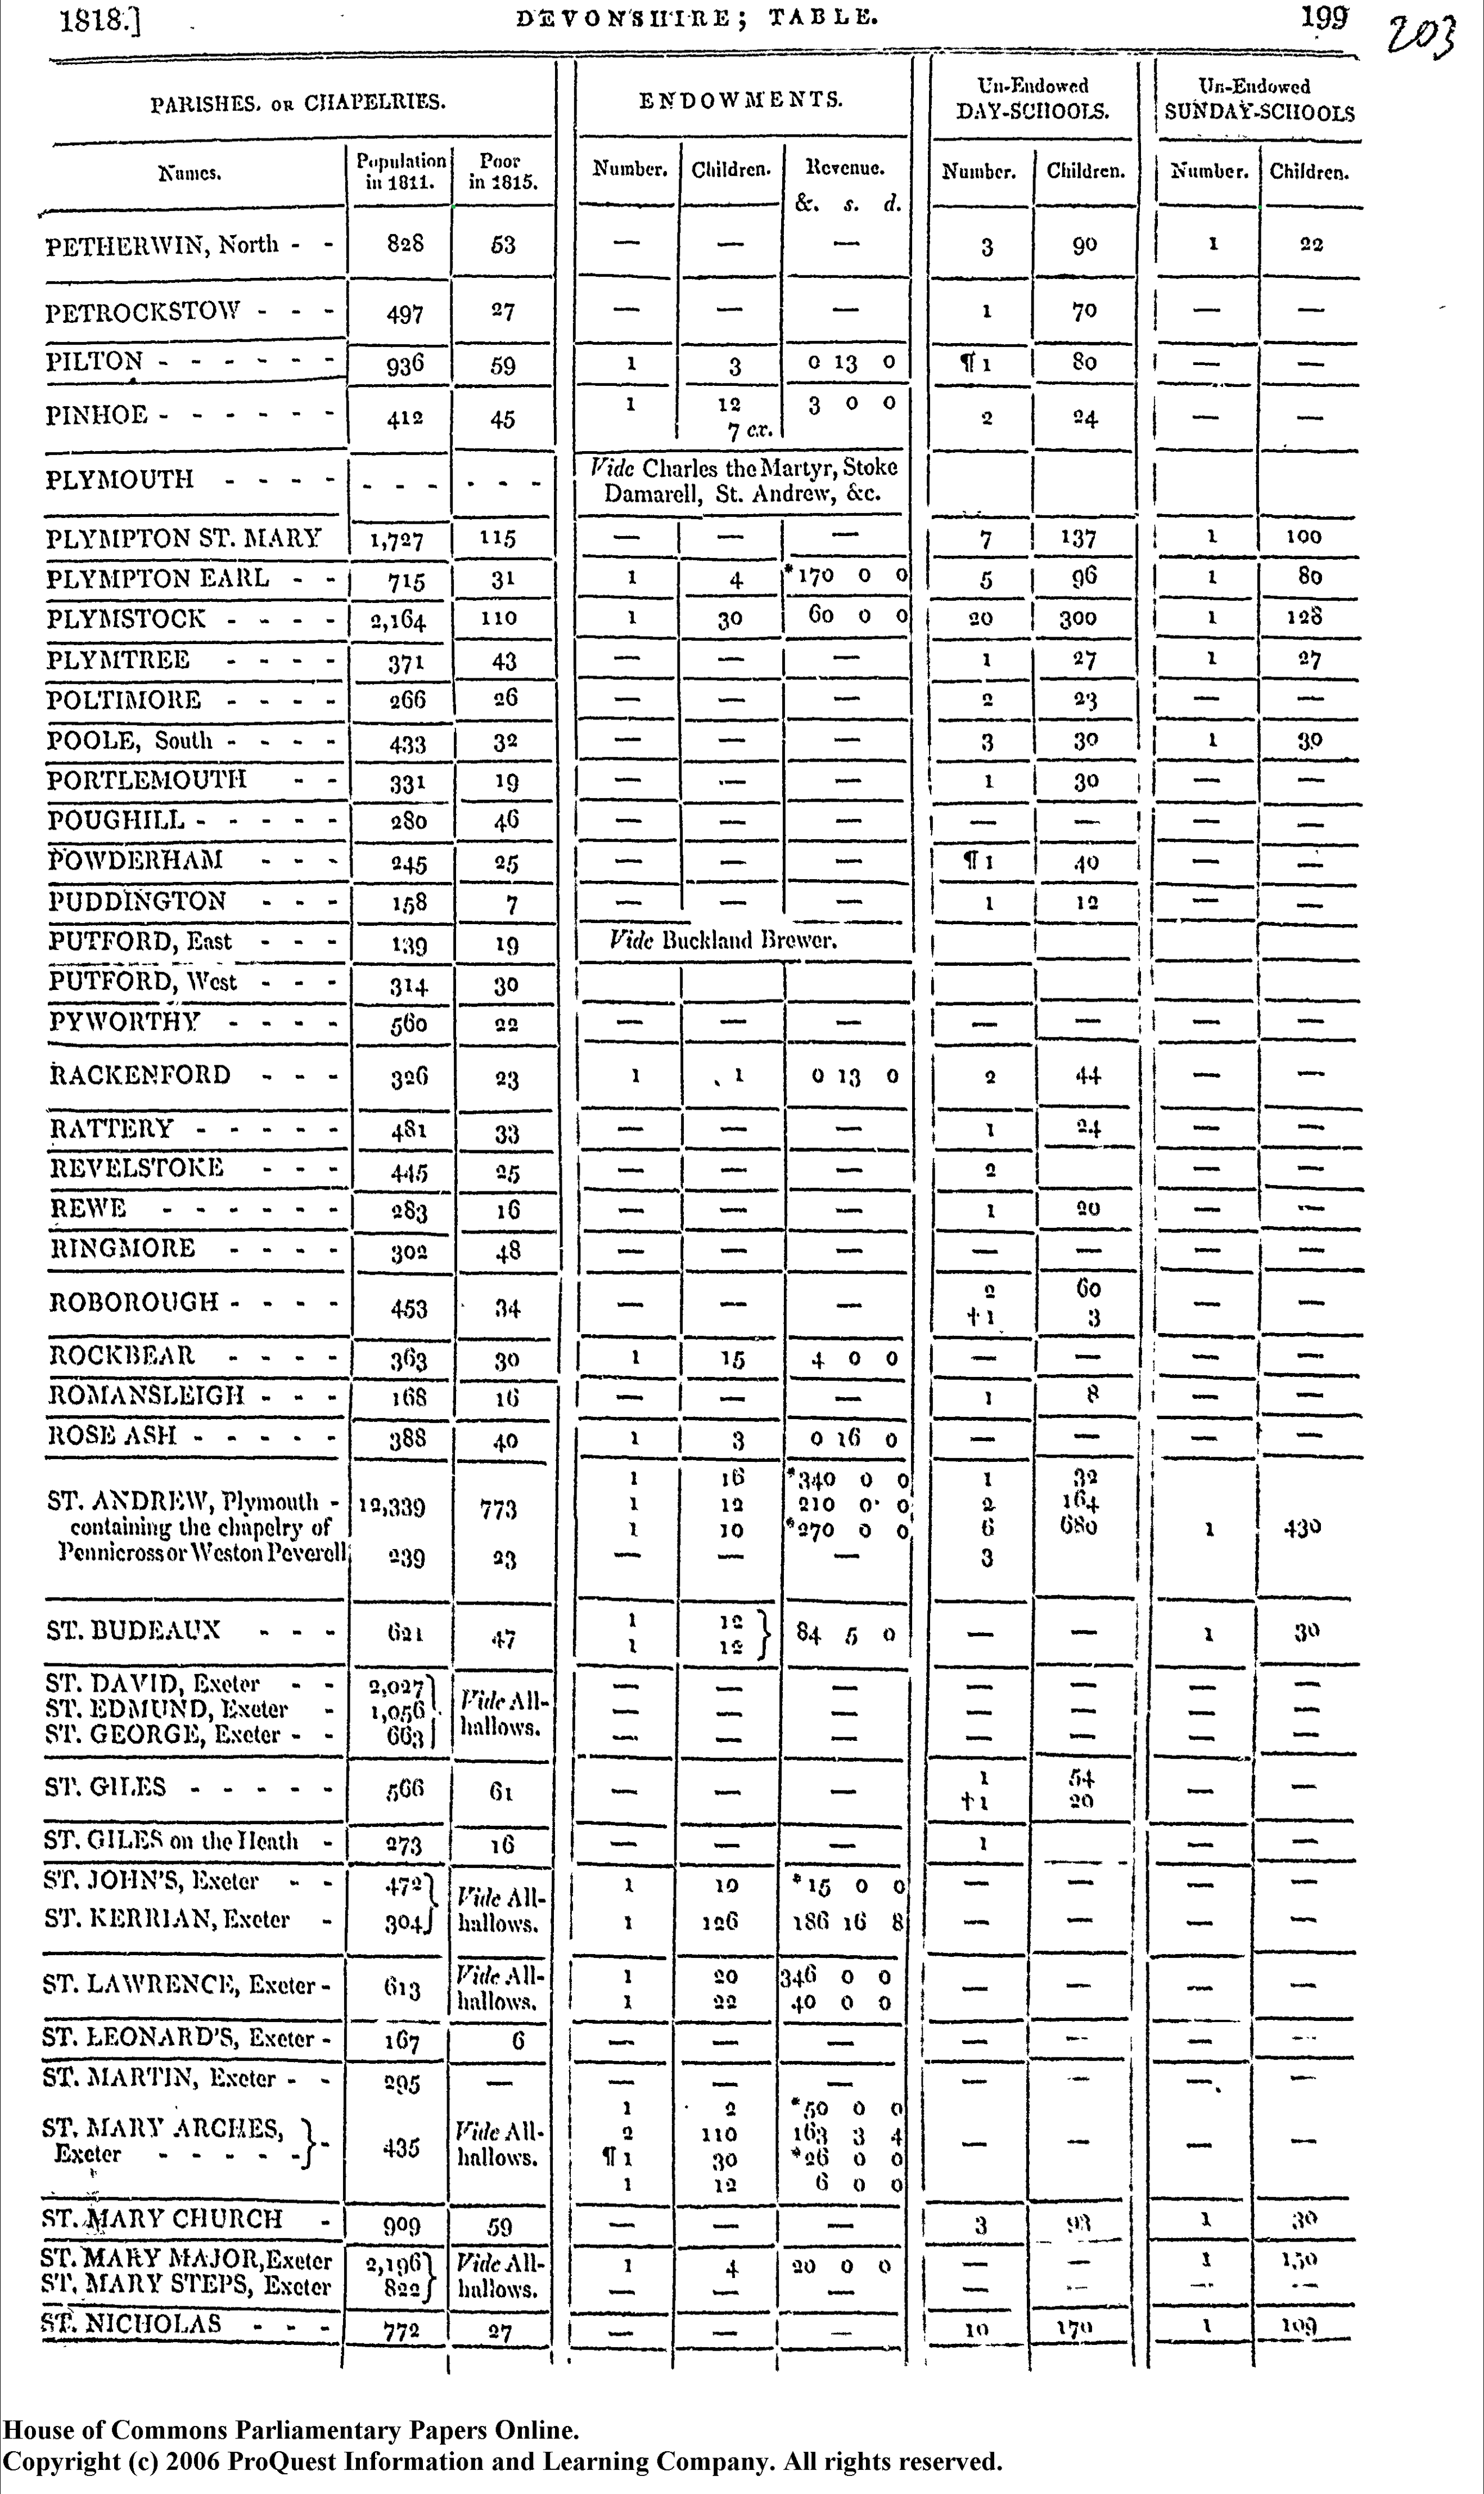 1818.] DEVONSHIRE; TABLE. 199 203
PARISHES. OR CHAPELRIES. ENDOWMENTS. Un-Endowed DAY-SCHOOLS. Un-Endowed SUNDAY-SCHOOLS
Names. Population in 1811. Poor in 1815. Number. Children. Revenue. Number. Children. Number. Children.
&. s. d.
PETHERWIN, North - - 828 53 — — — 3 90 1 22
PETROCKSTOW - - - 497 27 — — — 1 70 — —
PILTON - - - - - - 936 59 1 3 0 13 0 ¶ 1 80 — —
PINHOE - - - - - - 412 45 1 12 3 0 0 2 24 — —
7 ex.
PLYMOUTH - - - - - - - - - - Vide Charles the Martyr, Stoke
Damarell, St. Andrew, &c.
PLYMPTON ST. MARY 1,727 115 — — — 7 137 1 100
PLYMPTON EARL - - 715 31 1 4 *170 0 0 5 96 1 80
PLYMSTOCK - - - - 2,164 110 1 30 60 0 0 20 300 1 128
PLYMTREE - - - - 371 43 — — — 1 27 1 27
POLTIMORE - - - - 266 26 — — — 2 23 — —
POOLE, South - - - - 433 32 — — — 3 30 1 30
PORTLEMOUTH - - 331 19 — — — 1 30 — —
POUGHILL - - - - - 280 46 — — — — — — —
POWDERHAM - - - 245 25 — — — ¶ 1 40 — —
PUDDINGTON - - - 158 7 — — — 1 12 — —
PUTFORD, East - - - 139 19 Vide Buckland Brewer.
PUTFORD, West - - - 314 30
PYWORTHY - - - - 560 22 — — — — — — —
RACKENFORD - - - 326 23 1 1 0 13 0 2 44 — —
RATTERY - - - - - 481 33 — — — 1 24 — —
REVELSTOKE - - - 445 25 — — — 2 — —
REWE - - - - - - 283 16 — — — 1 20 — —
RINGMORE - - - - 302 48 — — — — — — —
ROBOROUGH - - - - 453 34 — — — 2 60 — —
† 1 3
ROCKBEAR - - - - 363 30 1 15 4 0 0 — — — —
ROMANSLEIGH - - - 168 16 — — — 1 8 — —
ROSE ASH - - - - - 388 40 1 3 0 16 0 — — — —
1 16 *340 0 0 1 32
ST. ANDREW, Plymouth - 12,339 773 1 12 210 0 0 2 164
containing the chapelry of 1 10 *270 0 0 6 680 1 430
Pennicross or Weston Peverell 239 23 — — — 3
ST. BUDEAUX - - - 621 47 1 12 } 84 5 0 — — 1 30
1 12
ST. DAVID, Exeter - - 2,027 } Vide All- — — — — — — —
ST. EDMUND, Exeter - 1,056 — — — — — — —
ST. GEORGE, Exeter - - 663 hallows. — — — — — — —
ST. GILES - - - - - 566 61 — — — 1 54 — —
† 1 20
ST. GILES on the Heath - 273 16 — — — 1 — —
ST. JOHN'S, Exeter - - 472 } Vide All- 1 10 *15 0 0 — — — —
ST. KERRIAN, Exeter - 304 hallows. 1 126 186 16 8 — — — —
ST. LAWRENCE, Exeter - 613 Vide All- 1 20 346 0 0 — — — —
hallows. 1 22 40 0 0
ST. LEONARD'S, Exeter - 167 6 — — — — — — —
ST. MARTIN, Exeter - - 295 — — — — — — — —
1 2 *50 0 0
ST. MARY ARCHES, } - 435 Vide All- 2 110 163 3 4 — — — —
Exeter - - - - - hallows. ¶ 1 30 *26 0 0
1 12 6 0 0
ST. MARY CHURCH - 909 59 — — — 3 93 1 30
ST. MARY MAJOR, Exeter 2,196 } Vide All- 1 4 20 0 0 — — 1 150
ST. MARY STEPS, Exeter 822 hallows. — — — — — — —
ST. NICHOLAS - - - 772 27 — — — 10 170 1 109
House of Commons Parliamentary Papers Online.
Copyright (c) 2006 ProQuest Information and Learning Company. All rights reserved.